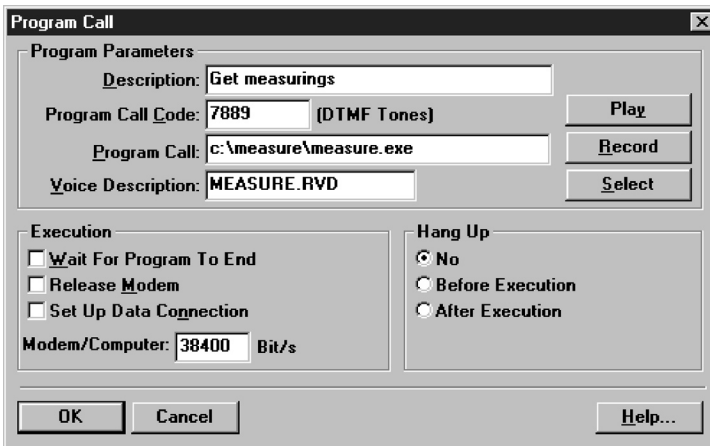 Program Call
Program Parameters
Description: Get measurings
Program Call Code: 7889 (DTMF Tones)
Play
Program Call: c:\measure\measure.exe
Record
Voice Description: MEASURE.RVD
Select
Execution
Wait For Program To End
Release Modem
Set Up Data Connection
Modem/Computer: 38400 Bit/s
Hang Up
No
Before Execution
After Execution
OK
Cancel
Help...